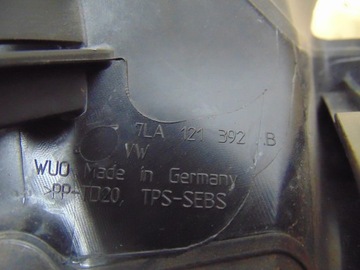 7LA 121 392 B
VW
WUO Made in Germany
>PP-TD20, TPS-SEBS